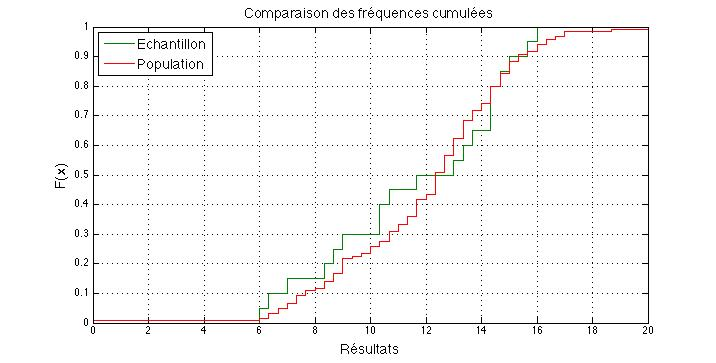 Comparaison des fréquences cumulées
Echantillon
Population
F(x)
1
0.9
0.8
0.7
0.6
0.5
0.4
0.3
0.2
0.1
0
0 2 4 6 8 10 12 14 16 18 20
Résultats